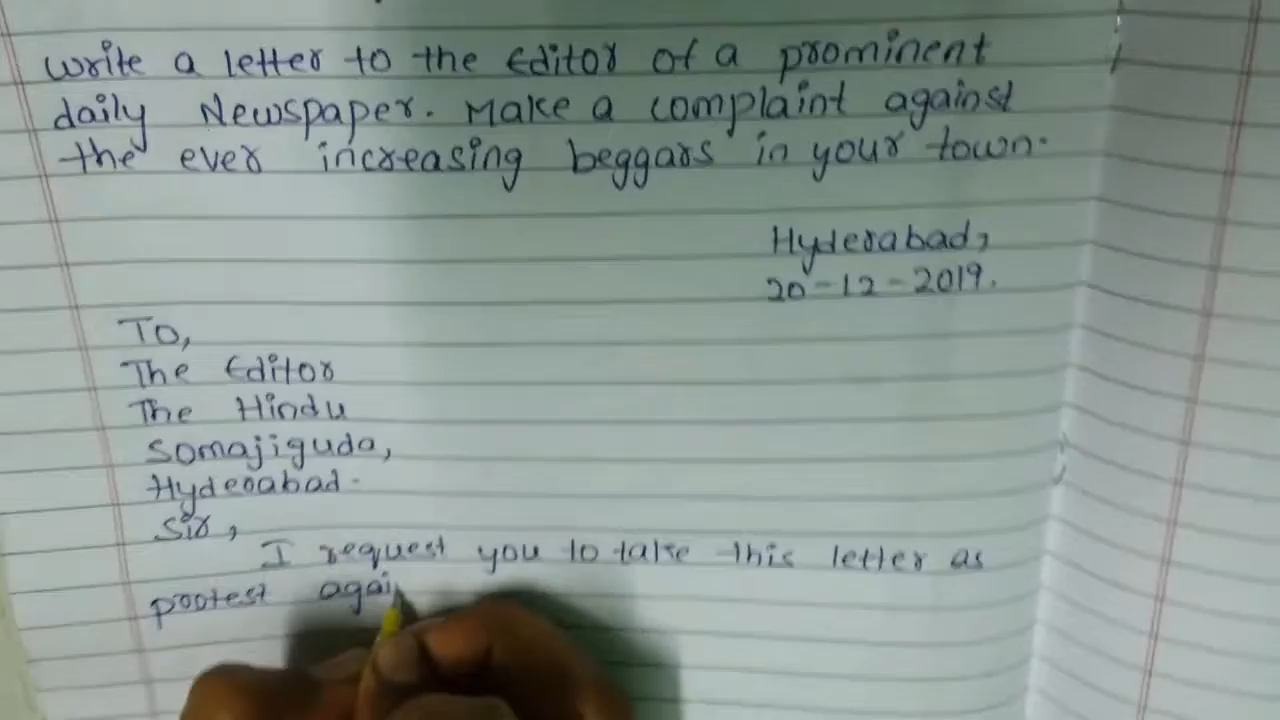 Write a letter to the Editor of a prominent
daily Newspaper. Make a complaint against
the ever increasing beggars in your town.
Hyderabad,
20-12-2019.
To,
The Editor
The Hindu
Somajiguda,
Hyderabad.
Sir,
I request you to take this letter as
protest agai